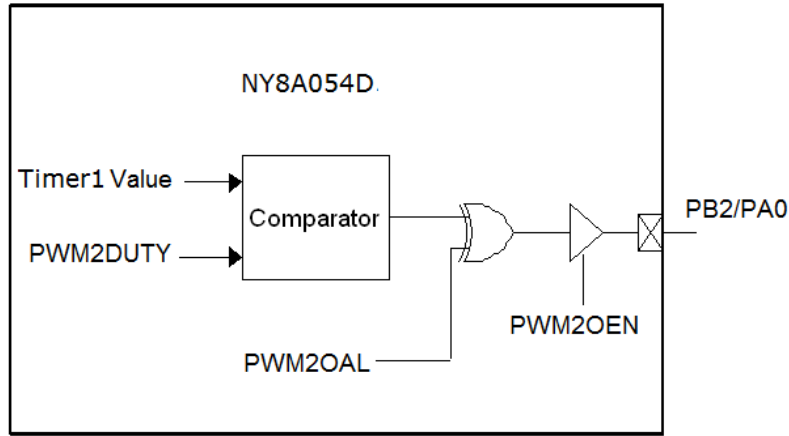 NY8A054D.
Timer1 Value
Comparator
PB2/PA0
PWM2DUTY
PWM2OEN
PWM2OAL